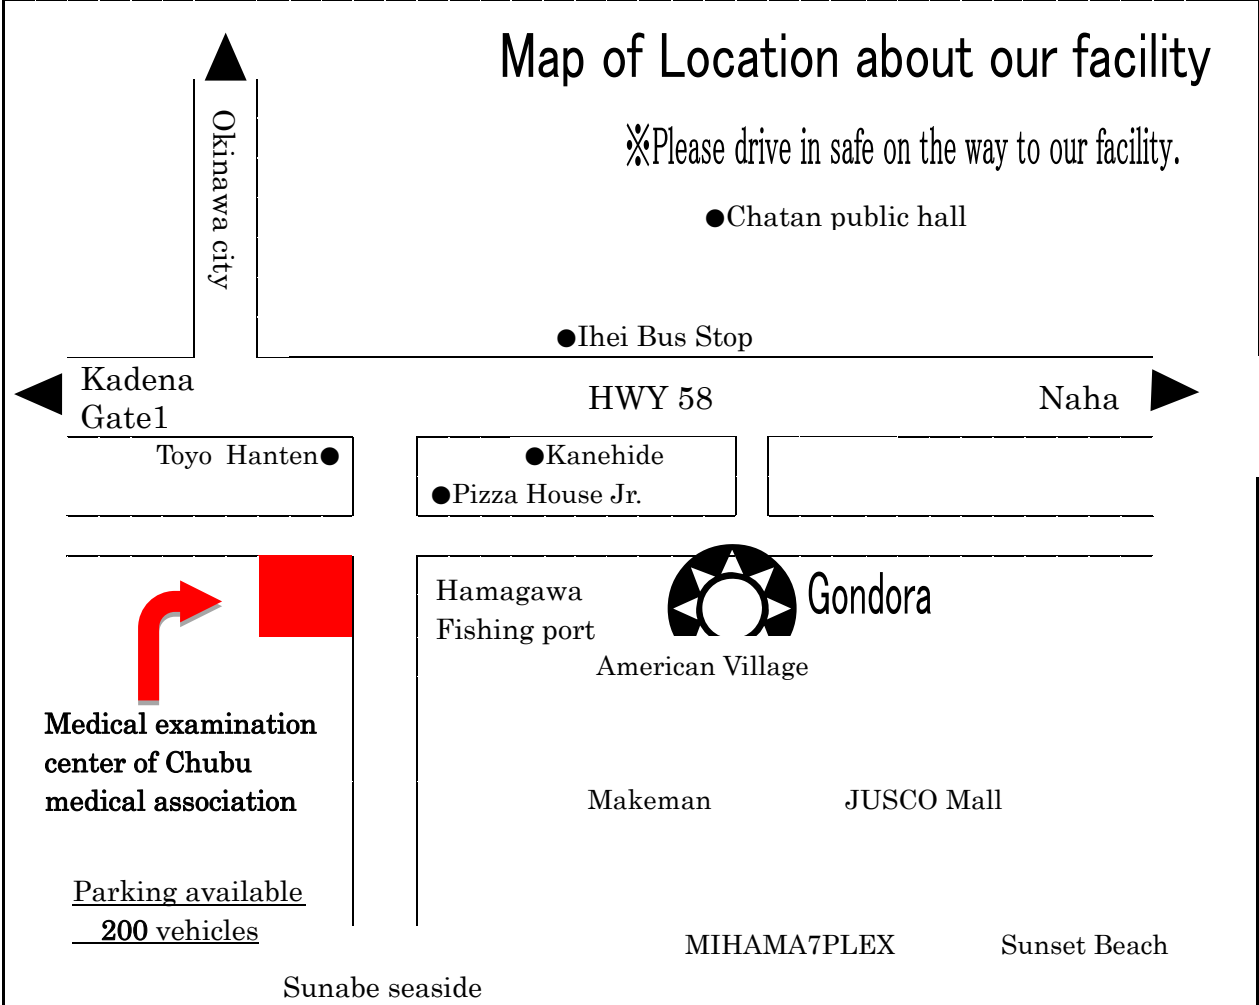 Map of Location about our facility
※Please drive in safe on the way to our facility.
Okinawa city
●Chatan public hall
●Ihei Bus Stop
Kadena
Gate1
HWY 58
Naha
Toyo Hanten●
●Kanehide
●Pizza House Jr.
Hamagawa
Fishing port
Gondora
American Village
Medical examination
center of Chubu
medical association
Makeman
JUSCO Mall
Parking available
200 vehicles
MIHAMA7PLEX
Sunset Beach
Sunabe seaside